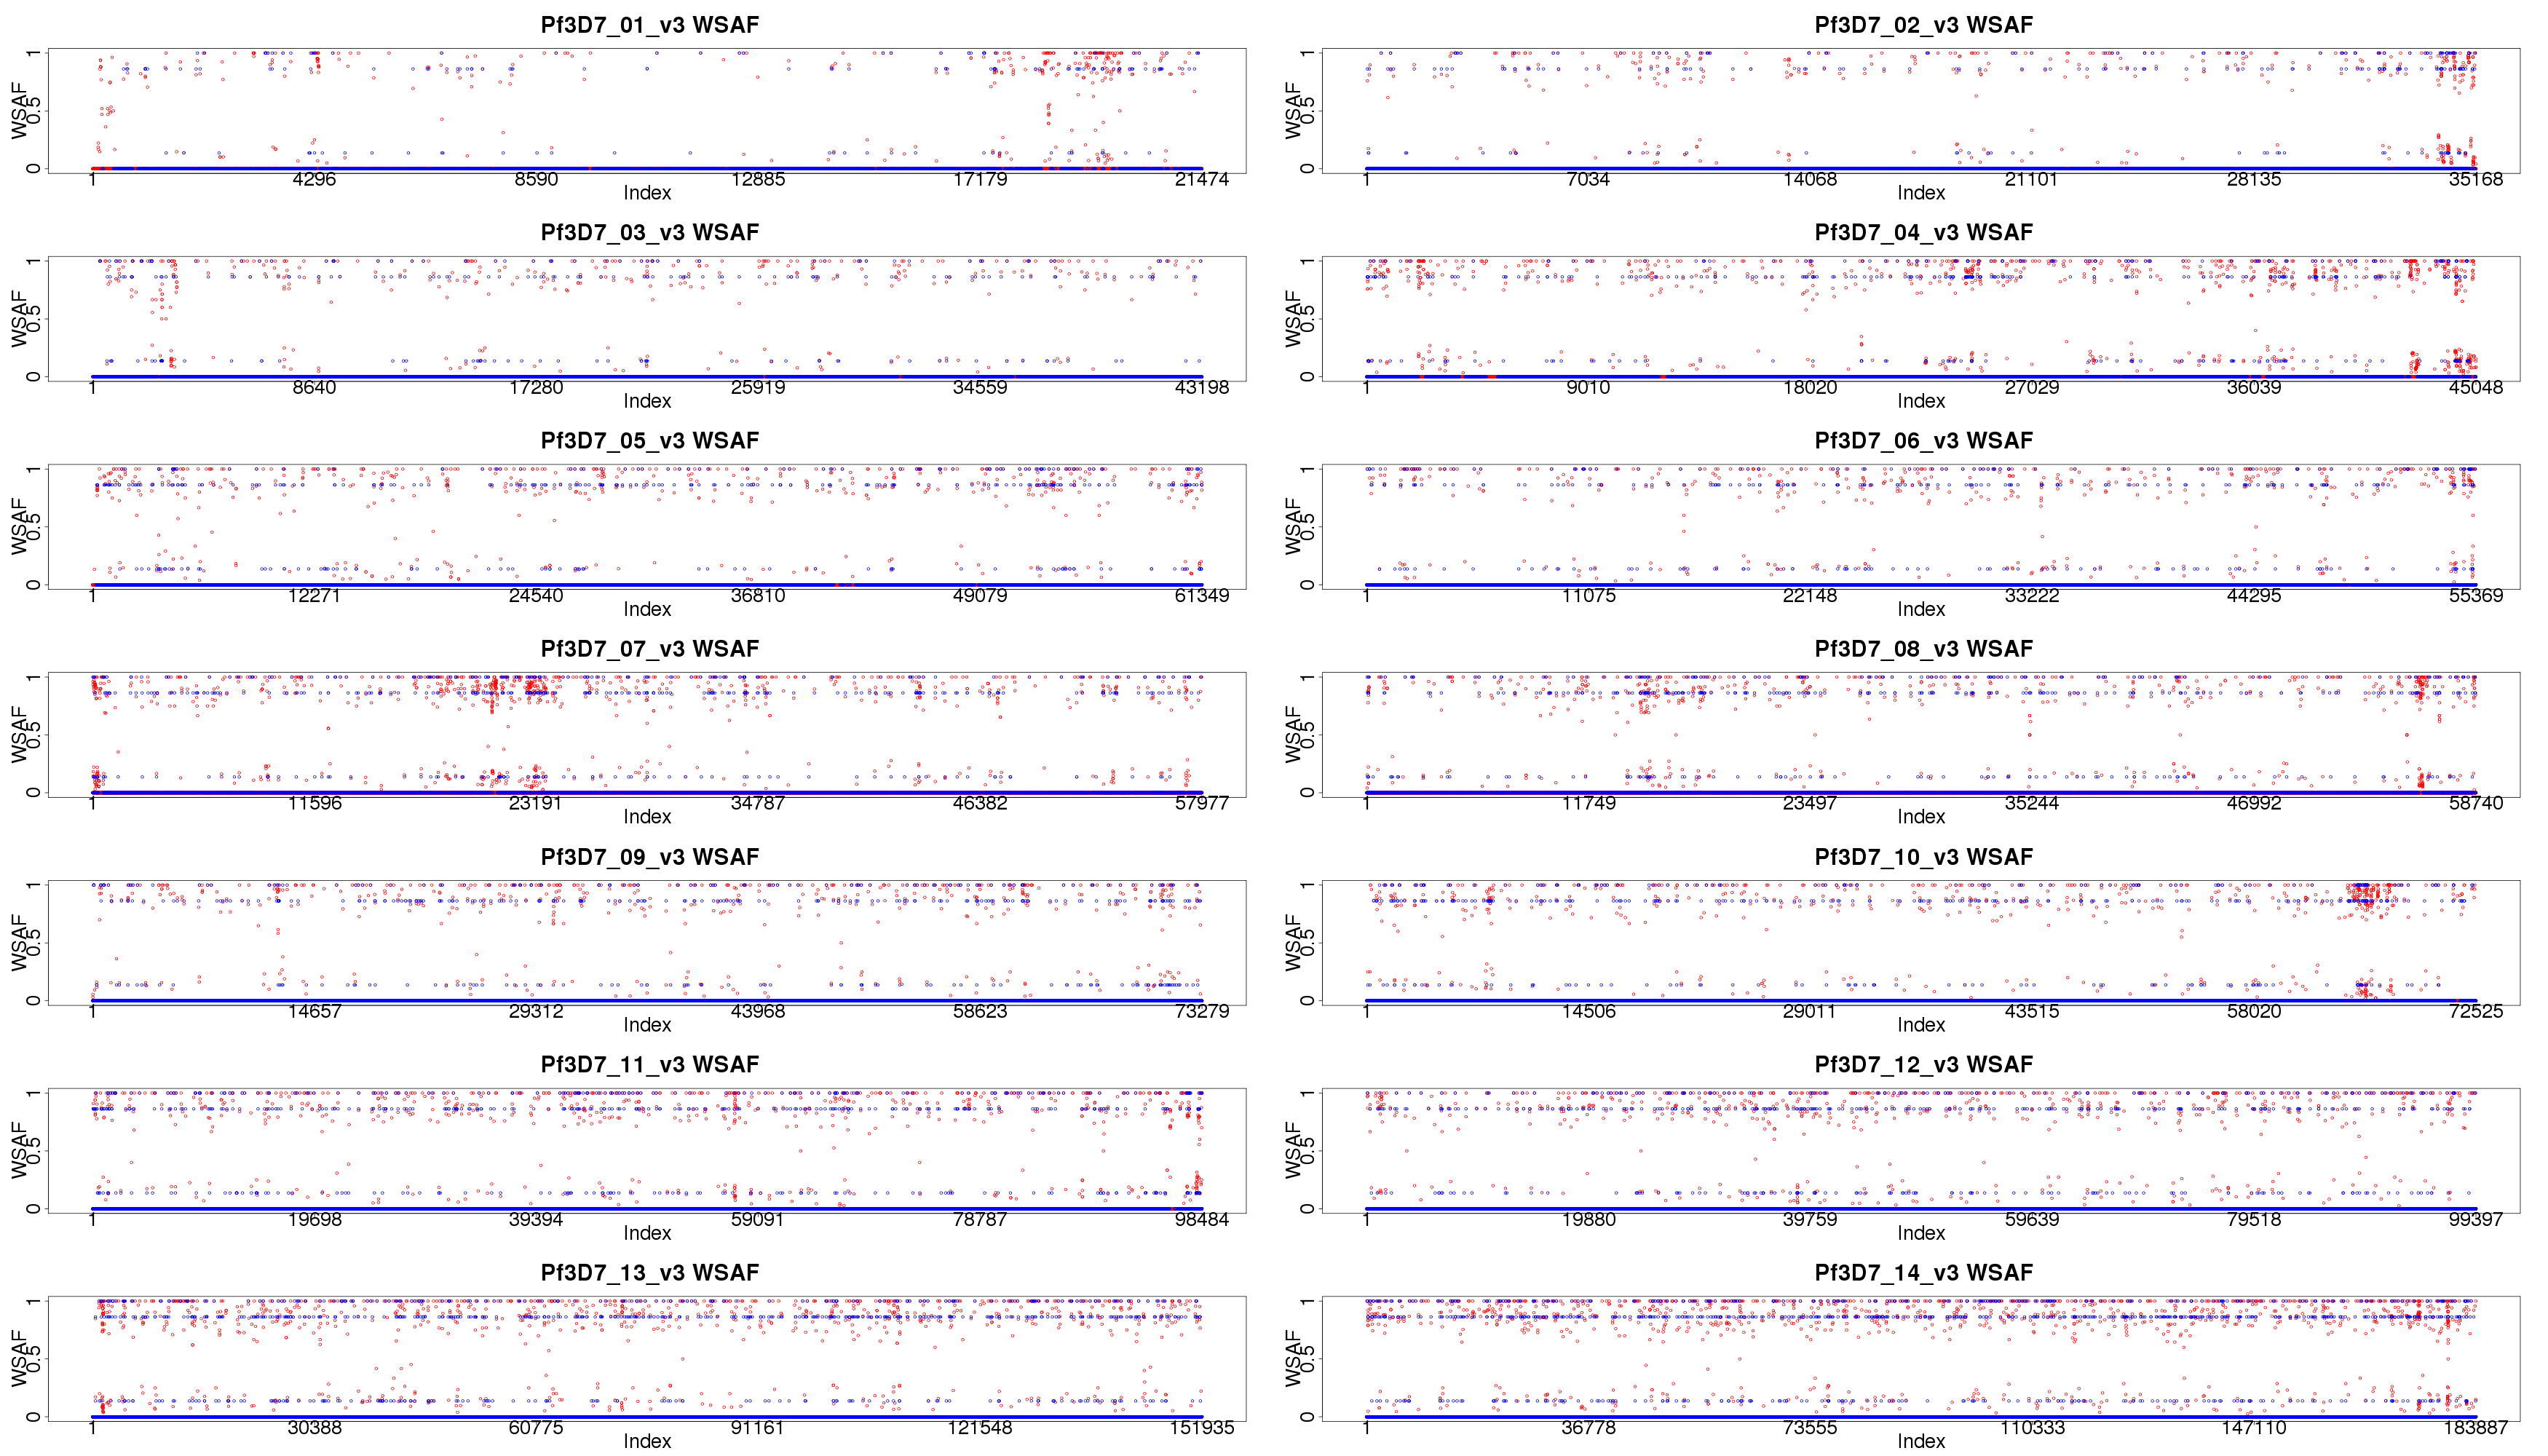 Pf3D7_01_v3 WSAF
WSAF
0 0.5 1
1 4296 8590 12885 17179 21474
Index
Pf3D7_02_v3 WSAF
WSAF
0 0.5 1
1 7034 14068 21101 28135 35168
Index
Pf3D7_03_v3 WSAF
WSAF
0 0.5 1
1 8640 17280 25919 34559 43198
Index
Pf3D7_04_v3 WSAF
WSAF
0 0.5 1
1 9010 18020 27029 36039 45048
Index
Pf3D7_05_v3 WSAF
WSAF
0 0.5 1
1 12271 24540 36810 49079 61349
Index
Pf3D7_06_v3 WSAF
WSAF
0 0.5 1
1 11075 22148 33222 44295 55369
Index
Pf3D7_07_v3 WSAF
WSAF
0 0.5 1
1 11596 23191 34787 46382 57977
Index
Pf3D7_08_v3 WSAF
WSAF
0 0.5 1
1 11749 23497 35244 46992 58740
Index
Pf3D7_09_v3 WSAF
WSAF
0 0.5 1
1 14657 29312 43968 58623 73279
Index
Pf3D7_10_v3 WSAF
WSAF
0 0.5 1
1 14506 29011 43515 58020 72525
Index
Pf3D7_11_v3 WSAF
WSAF
0 0.5 1
1 19698 39394 59091 78787 98484
Index
Pf3D7_12_v3 WSAF
WSAF
0 0.5 1
1 19880 39759 59639 79518 99397
Index
Pf3D7_13_v3 WSAF
WSAF
0 0.5 1
1 30388 60775 91161 121548 151935
Index
Pf3D7_14_v3 WSAF
WSAF
0 0.5 1
1 36778 73555 110333 147110 183887
Index